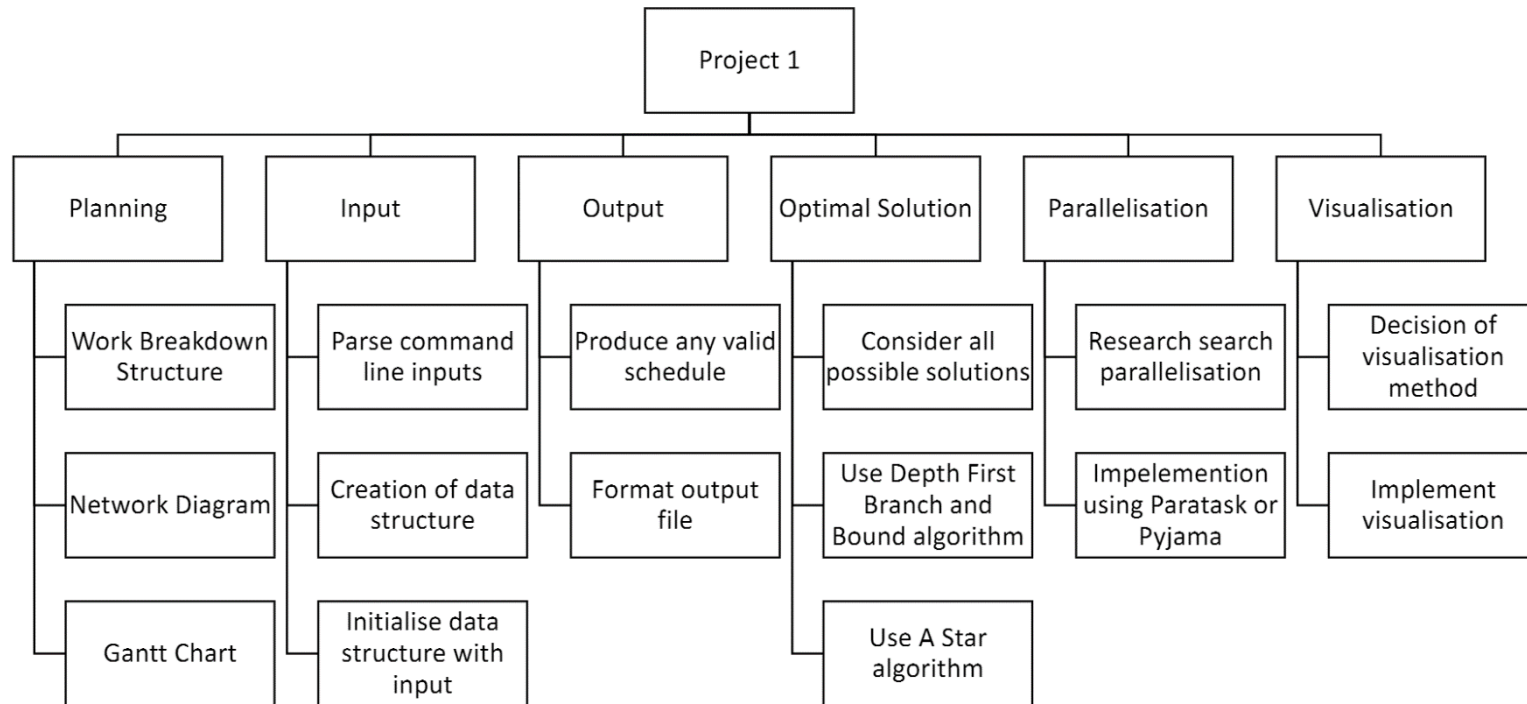 Project 1
Planning
Input
Output
Optimal Solution
Parallelisation
Visualisation
Work Breakdown
Structure
Parse command
line inputs
Produce any valid
schedule
Consider all
possible solutions
Research search
parallelisation
Decision of
visualisation
method
Network Diagram
Creation of data
structure
Format output
file
Use Depth First
Branch and
Bound algorithm
Impelemention
using Paratask or
Pyjama
Implement
visualisation
Gantt Chart
Initialise data
structure with
input
Use A Star
algorithm